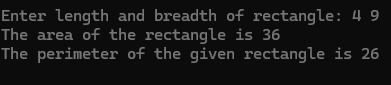 Enter length and breadth of rectangle: 4 9
The area of the rectangle is 36
The perimeter of the given rectangle is 26